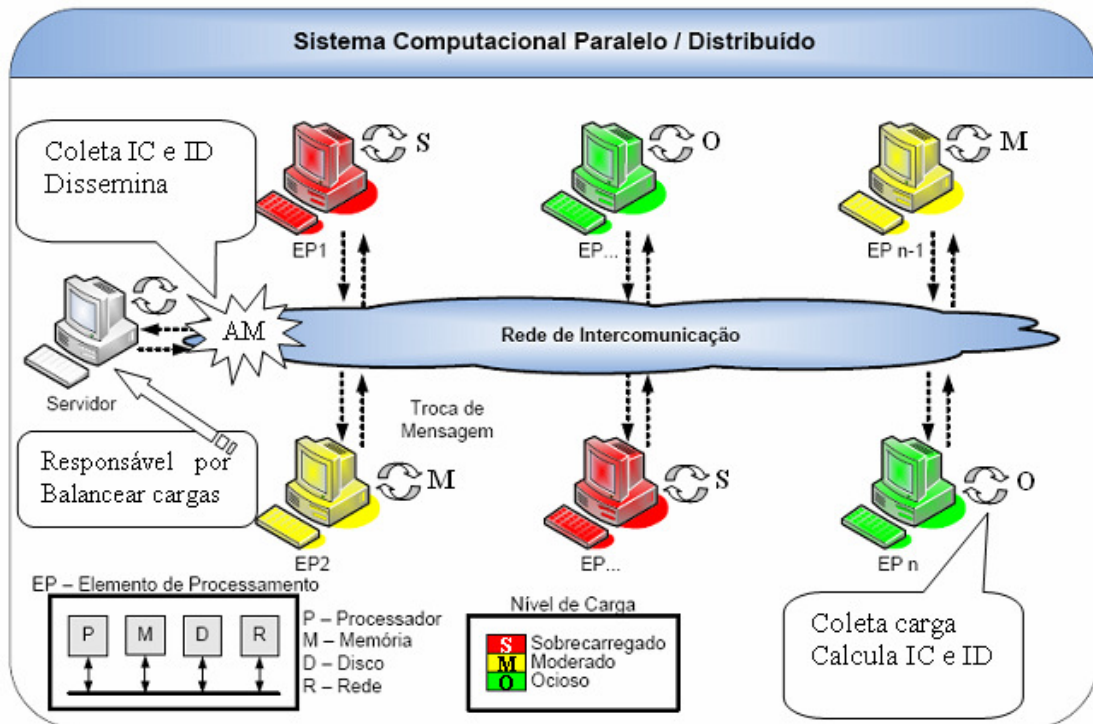 Sistema Computacional Paralelo / Distribuído
Coleta IC e ID
Dissemina
S
O
M
EP1
EP...
EP n-1
AM
Rede de Intercomunicação
Servidor
Troca de
Mensagem
Responsável por
Balancear cargas
M
S
O
EP2
EP...
EP n
EP – Elemento de Processamento
P M D R
P – Processador
M – Memória
D – Disco
R – Rede
Nível de Carga
S Sobrecarregado
M Moderado
O Ocioso
Coleta carga
Calcula IC e ID